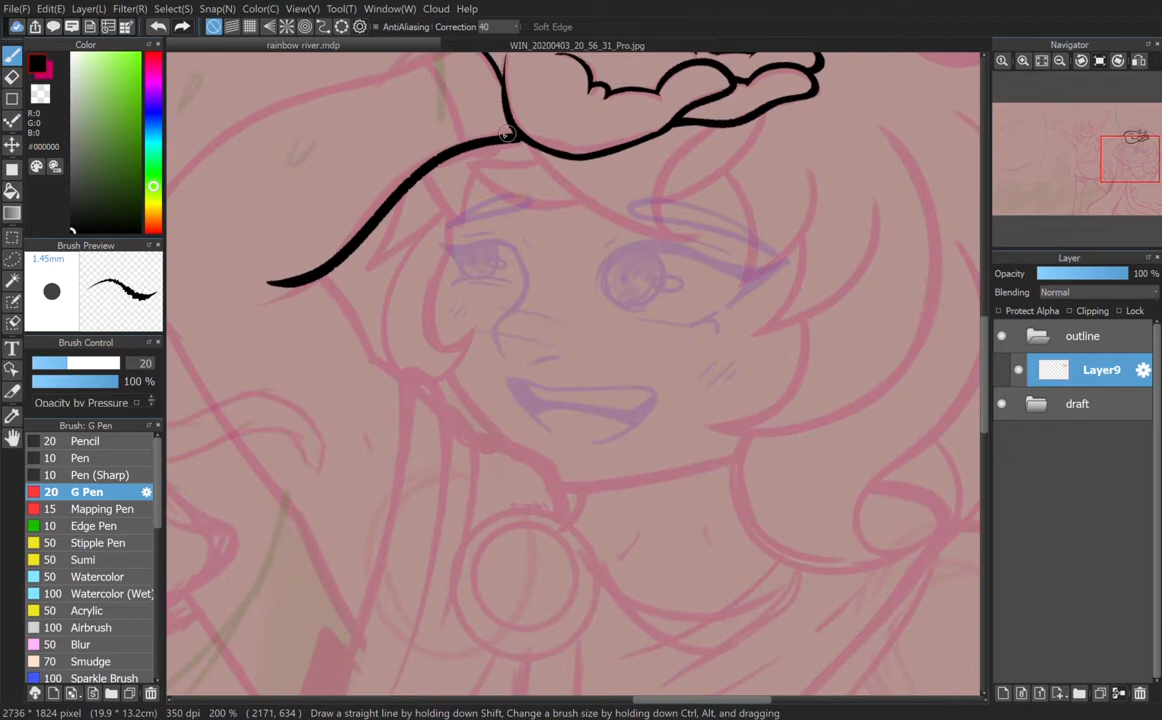 File(F) Edit(E) Layer(L) Filter(R) Select(S) Snap(N) Color(C) View(V) Tool(T) Window(W) Cloud Help
AntiAliasing Correction 40 Soft Edge
Color
rainbow river.mdp
WIN_20200403_20_56_31_Pro.jpg
Navigator
R:0
G:0
B:0
#000000
Brush Preview
1.45mm
Brush Control
20
100 %
Opacity by Pressure
Brush: G Pen
20 Pencil
10 Pen
10 Pen (Sharp)
20 G Pen
15 Mapping Pen
10 Edge Pen
50 Stipple Pen
50 Sumi
50 Watercolor
100 Watercolor (Wet)
50 Acrylic
100 Airbrush
50 Blur
50 Smudge
100 Sparkle Brush
Layer
Opacity 100 %
Blending Normal
Protect Alpha Clipping Lock
outline
Layer9
draft
2736 * 1824 pixel (19.9 * 13.2cm) 350 dpi 200 % ( 2171, 634 ) Draw a straight line by holding down Shift, Change a brush size by holding down Ctrl, Alt, and dragging